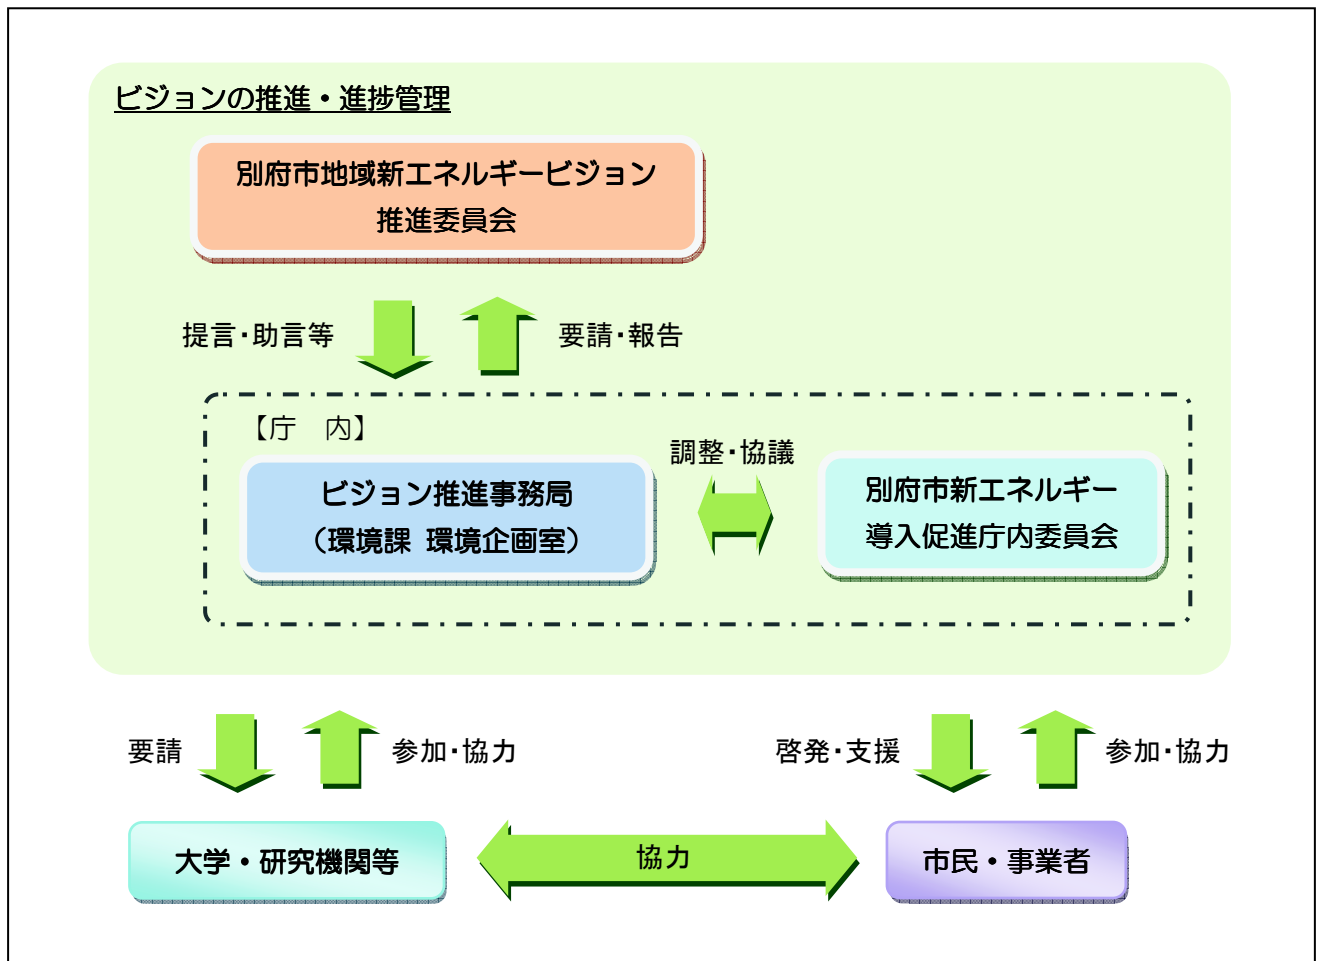 ビジョンの推進・進捗管理
別府市地域新エネルギービジョン
推進委員会
提言・助言等
要請・報告
【庁　内】
調整・協議
ビジョン推進事務局
（環境課 環境企画室）
別府市新エネルギー
導入促進庁内委員会
要請
参加・協力
啓発・支援
参加・協力
大学・研究機関等
協力
市民・事業者